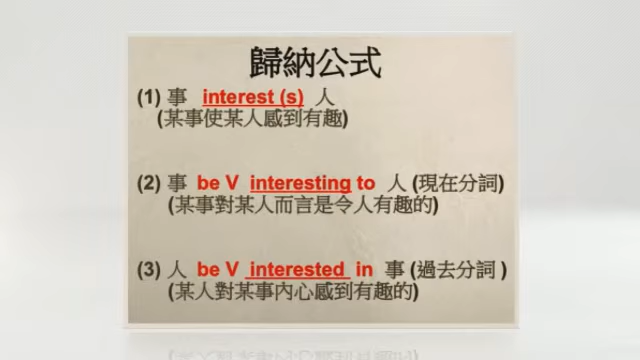 歸納公式
(1) 事 interest (s) 人
(某事使某人感到有趣)
(2) 事 be V interesting to 人 (現在分詞)
(某事對某人而言是令人有趣的)
(3) 人 be V interested in 事 (過去分詞 )
(某人對某事內心感到有趣的)